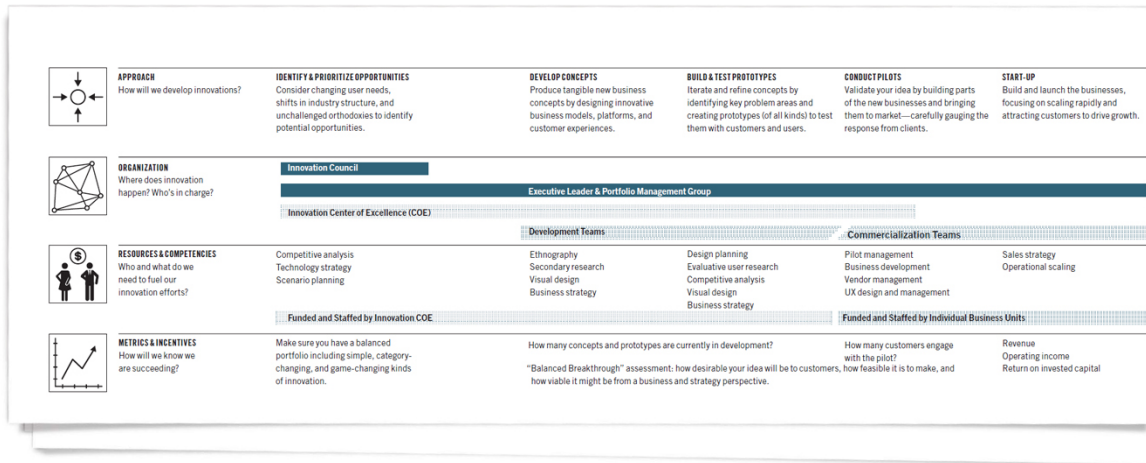 APPROACH
How will we develop innovations?
IDENTIFY & PRIORITIZE OPPORTUNITIES
Consider changing user needs,
shifts in industry structure, and
unchallenged orthodoxies to identify
potential opportunities.
DEVELOP CONCEPTS
Produce tangible new business
concepts by designing innovative
business models, platforms, and
customer experiences.
BUILD & TEST PROTOTYPES
Iterate and refine concepts by
identifying key problem areas and
creating prototypes (of all kinds) to test
them with customers and users.
CONDUCT PILOTS
Validate your idea by building parts
of the new businesses and bringing
them to market—carefully gauging the
response from clients.
START-UP
Build and launch the businesses,
focusing on scaling rapidly and
attracting customers to drive growth.
ORGANIZATION
Where does innovation
happen? Who's in charge?
Innovation Council
Executive Leader & Portfolio Management Group
Innovation Center of Excellence (COE)
Development Teams
Commercialization Teams
$
RESOURCES & COMPETENCIES
Who and what do we
need to fuel our
innovation efforts?
Competitive analysis
Technology strategy
Scenario planning
Ethnography
Secondary research
Visual design
Business strategy
Design planning
Evaluative user research
Competitive analysis
Visual design
Business strategy
Pilot management
Business development
Vendor management
UX design and management
Sales strategy
Operational scaling
Funded and Staffed by Innovation COE
Funded and Staffed by Individual Business Units
METRICS & INCENTIVES
How will we know we
are succeeding?
Make sure you have a balanced
portfolio including simple, category-
changing, and game-changing kinds
of innovation.
How many concepts and prototypes are currently in development?
"Balanced Breakthrough" assessment: how desirable your idea will be to customers, how feasible it is to make, and
how viable it might be from a business and strategy perspective.
How many customers engage
with the pilot?
Revenue
Operating income
Return on invested capital